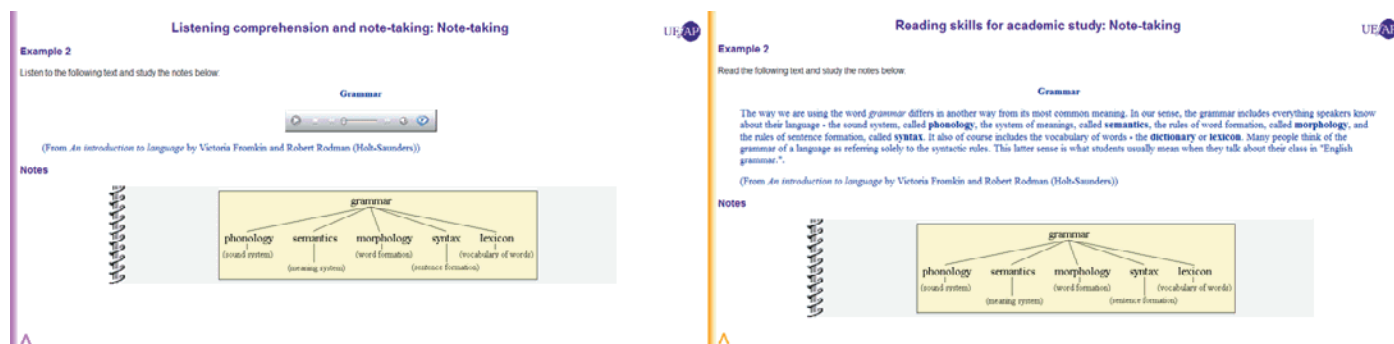 Listening comprehension and note-taking: Note-taking
UEfAP
Example 2
Listen to the following text and study the notes below:
Grammar
(From An introduction to language by Victoria Fromkin and Robert Rodman (Holt-Saunders))
Notes
grammar
phonology semantics morphology syntax lexicon
(sound system) (word formation) (vocabulary of words)
(meaning system) (sentence formation)
Reading skills for academic study: Note-taking
UEfAP
Example 2
Read the following text and study the notes below:
Grammar
The way we are using the word grammar differs in another way from its most common meaning. In our sense, the grammar includes everything speakers know
about their language - the sound system, called phonology, the system of meanings, called semantics, the rules of word formation, called morphology, and
the rules of sentence formation, called syntax. It also of course includes the vocabulary of words - the dictionary or lexicon. Many people think of the
grammar of a language as referring solely to the syntactic rules. This latter sense is what students usually mean when they talk about their class in "English
grammar.".
(From An introduction to language by Victoria Fromkin and Robert Rodman (Holt-Saunders))
Notes
grammar
phonology semantics morphology syntax lexicon
(sound system) (word formation) (vocabulary of words)
(meaning system) (sentence formation)